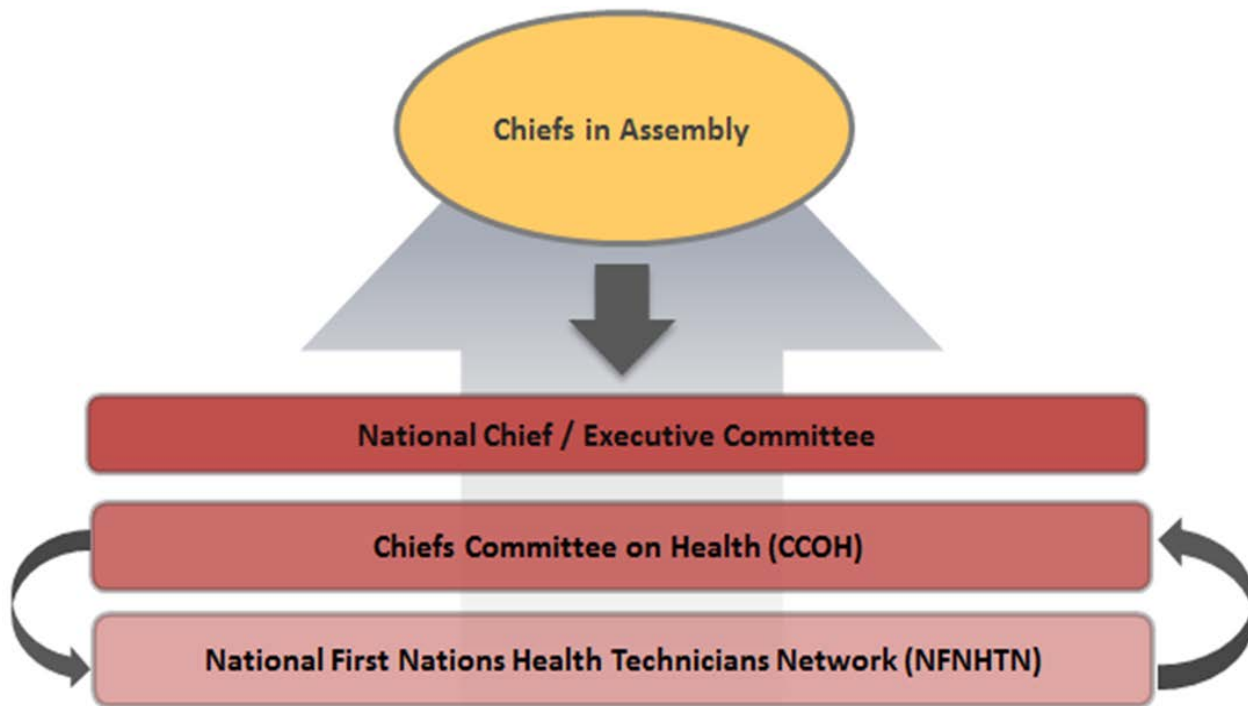 Chiefs in Assembly
National Chief / Executive Committee
Chiefs Committee on Health (CCOH)
National First Nations Health Technicians Network (NFNHTN)